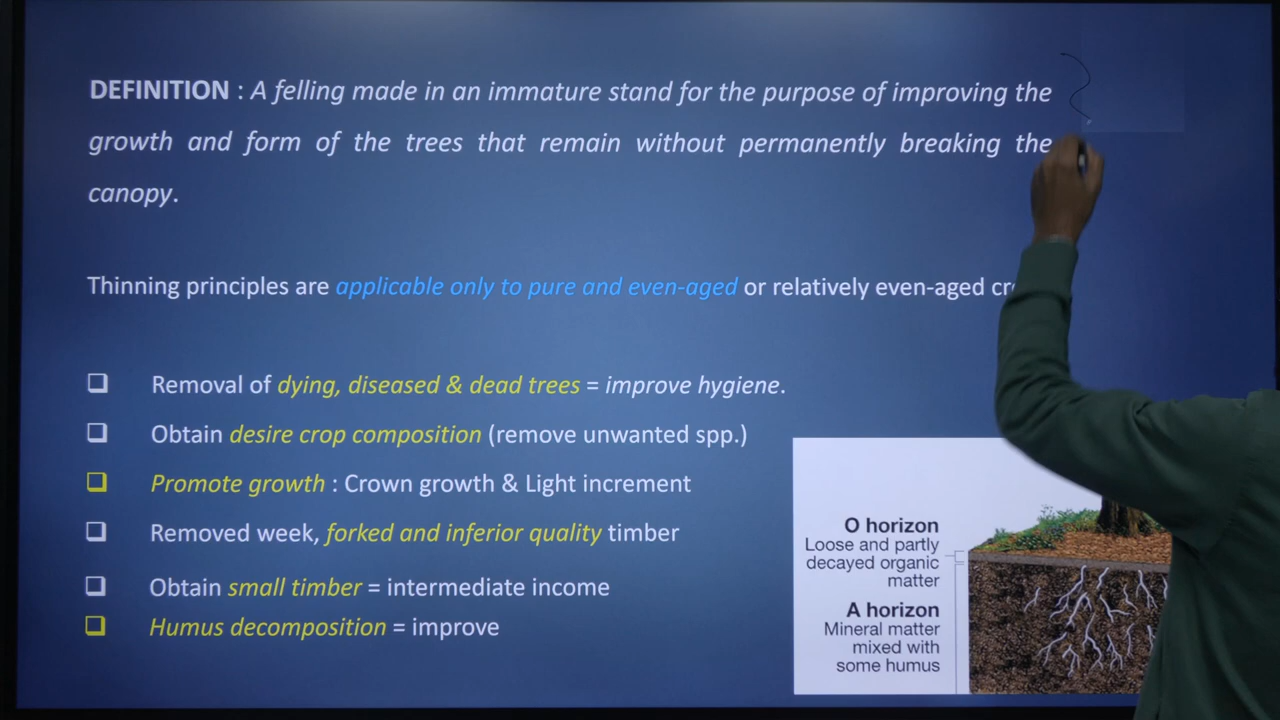 DEFINITION : A felling made in an immature stand for the purpose of improving the
growth and form of the trees that remain without permanently breaking the
canopy.
Thinning principles are applicable only to pure and even-aged or relatively even-aged
❑ Removal of dying, diseased & dead trees = improve hygiene.
❑ Obtain desire crop composition (remove unwanted spp.)
❑ Promote growth : Crown growth & Light increment
❑ Removed week, forked and inferior quality timber
❑ Obtain small timber = intermediate income
❑ Humus decomposition = improve
O horizon
Loose and partly
decayed organic
matter
A horizon
Mineral matter
mixed with
some humus